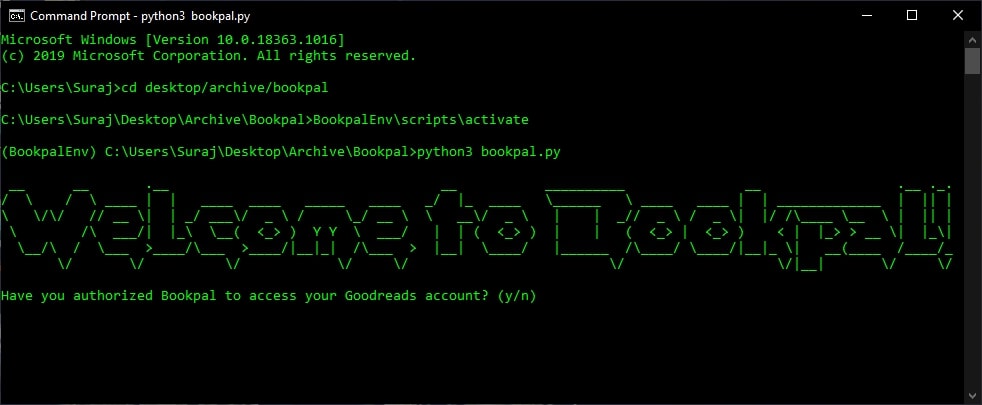 Command Prompt - python3 bookpal.py
Microsoft Windows [Version 10.0.18363.1016]
(c) 2019 Microsoft Corporation. All rights reserved.
C:\Users\Suraj>cd desktop/archive/bookpal
C:\Users\Suraj\Desktop\Archive\Bookpal>BookpalEnv\scripts\activate
(BookpalEnv) C:\Users\Suraj\Desktop\Archive\Bookpal>python3 bookpal.py
Welcome to Bookpal!
Have you authorized Bookpal to access your Goodreads account? (y/n)